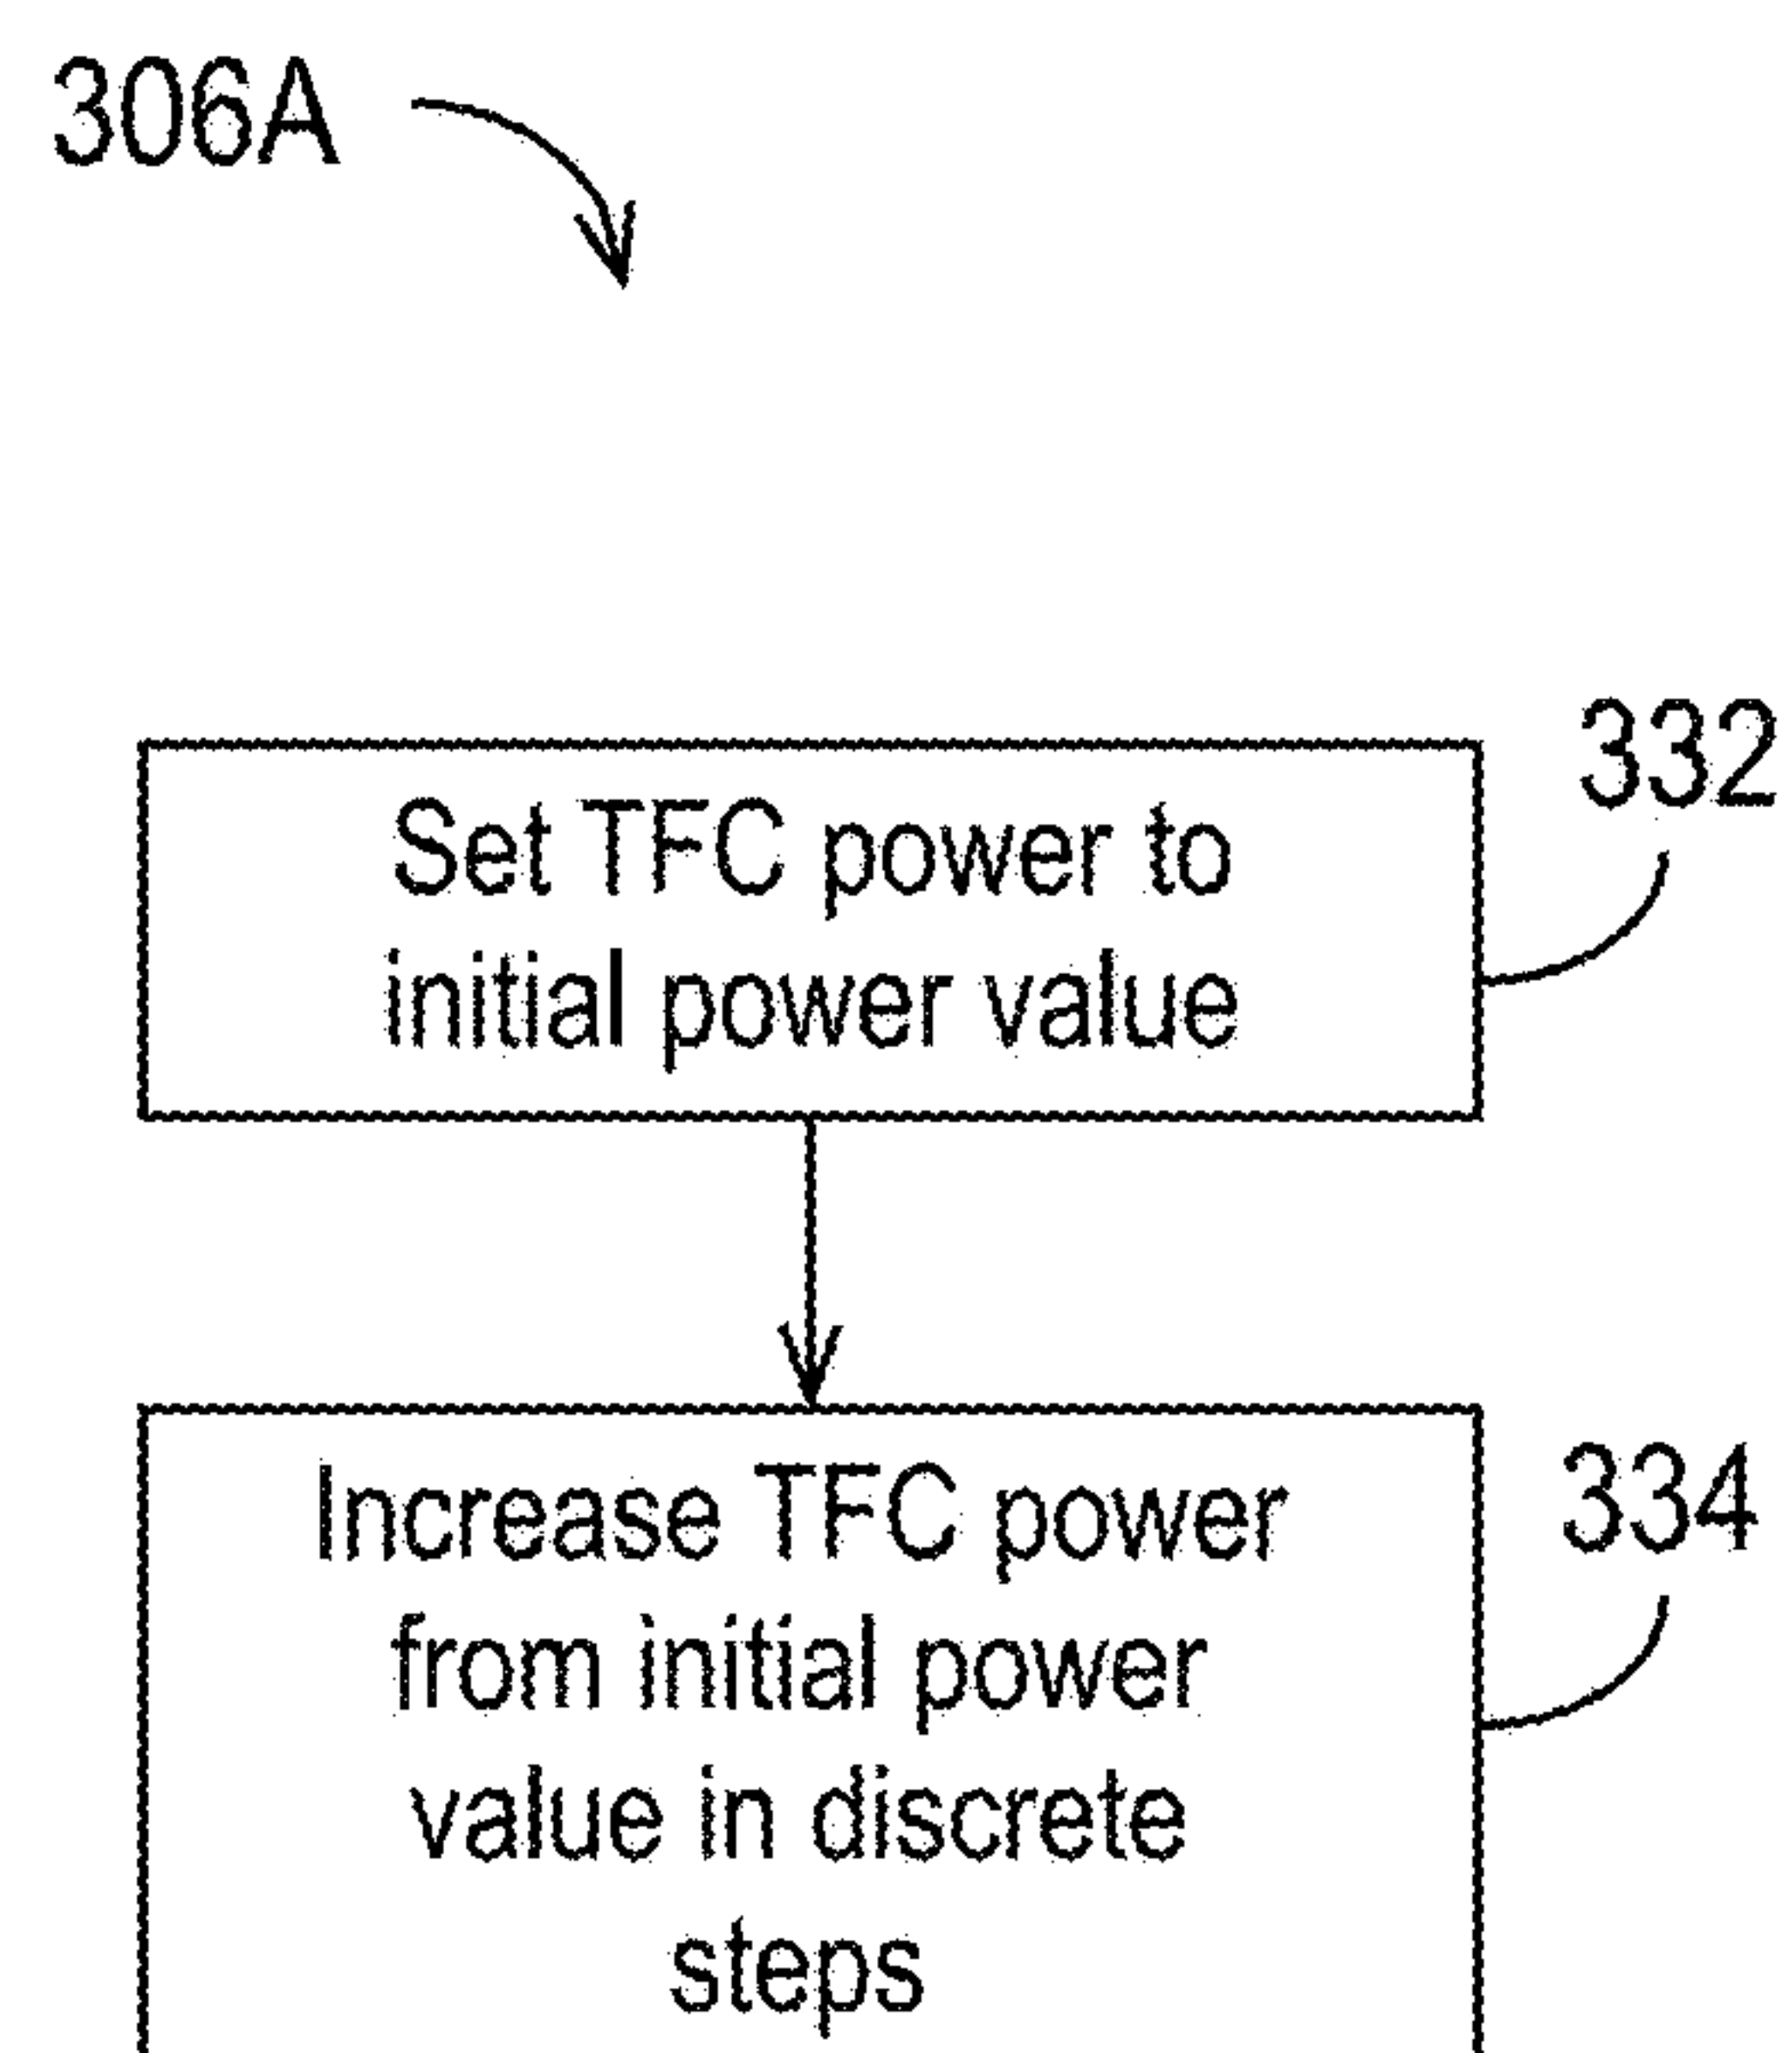 306A
332
Set TFC power to
initial power value
334
Increase TFC power
from initial power
value in discrete
steps